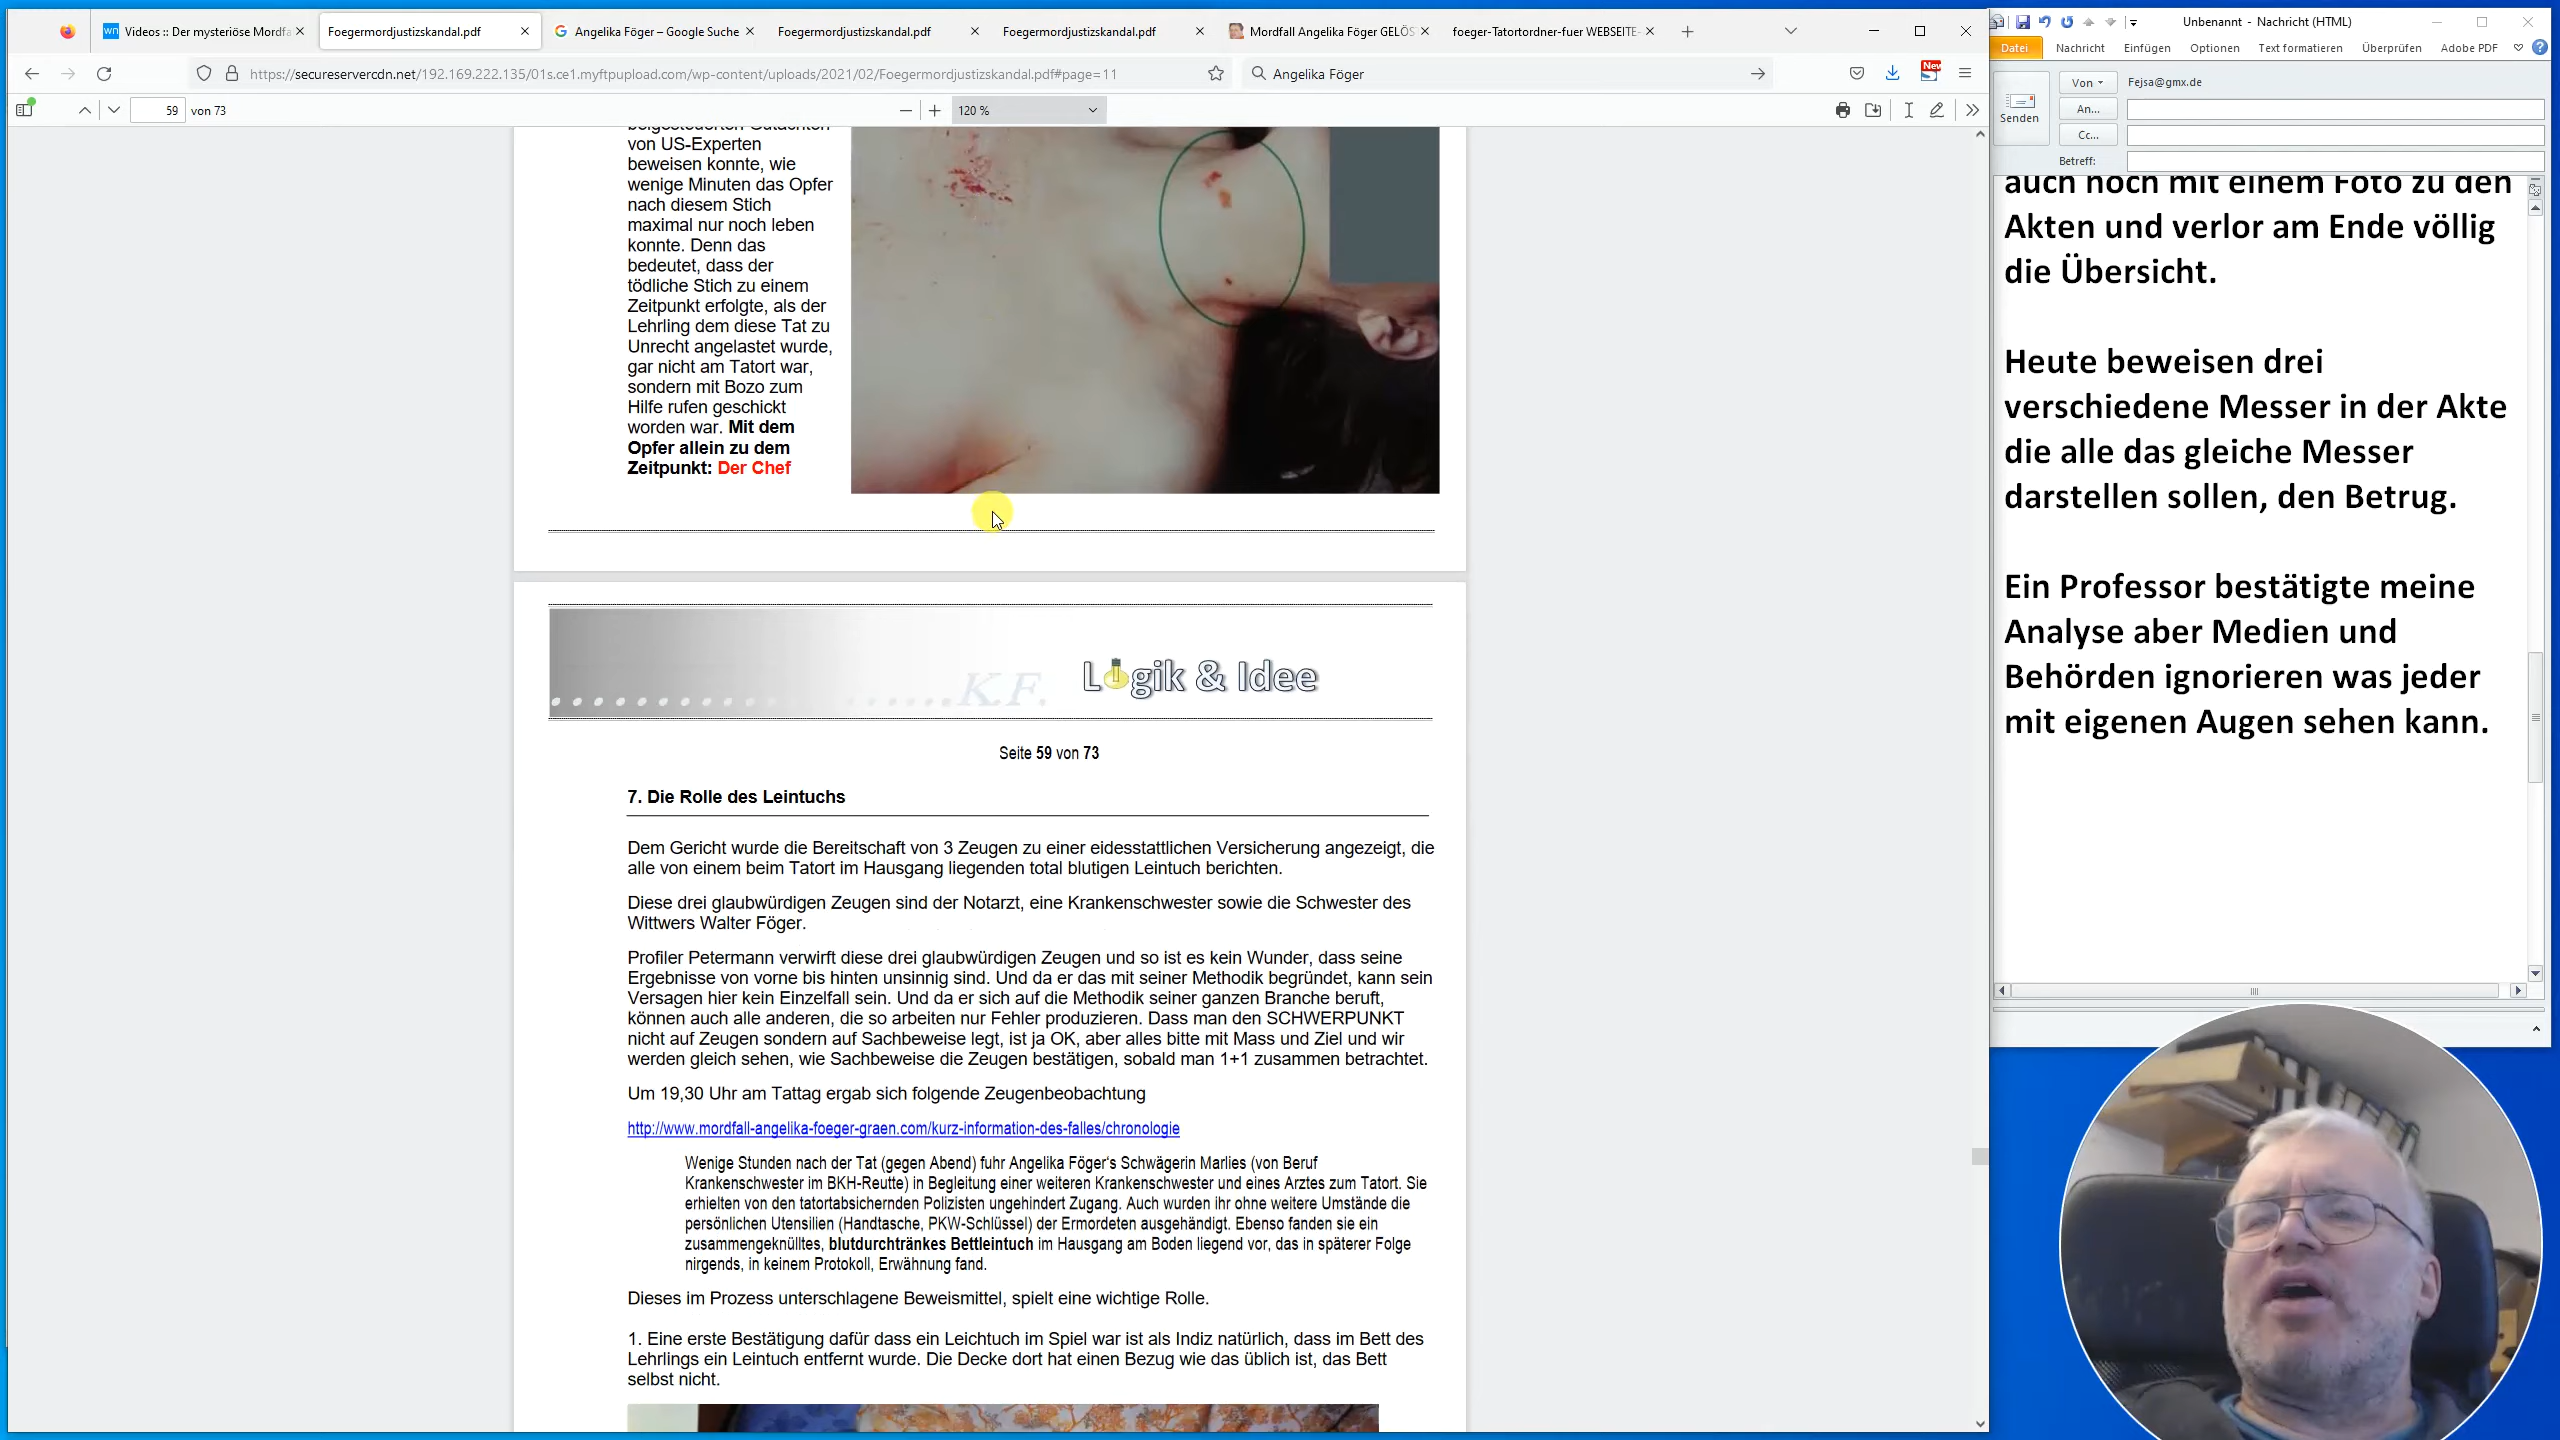 Videos :: Der mysteriöse Mordfa
Foegermordjustizskandal.pdf
Angelika Föger – Google Suche
Foegermordjustizskandal.pdf
Foegermordjustizskandal.pdf
Mordfall Angelika Föger GELÖS
foeger-Tatortordner-fuer WEBSEITE-
https://secureservercdn.net/192.169.222.135/01s.ce1.myftpupload.com/wp-content/uploads/2021/02/Foegermordjustizskandal.pdf#page=11
Angelika Föger
New
59 von 73
120 %
von US-Experten
beweisen konnte, wie
wenige Minuten das Opfer
nach diesem Stich
maximal nur noch leben
konnte. Denn das
bedeutet, dass der
tödliche Stich zu einem
Zeitpunkt erfolgte, als der
Lehrling dem diese Tat zu
Unrecht angelastet wurde,
gar nicht am Tatort war,
sondern mit Bozo zum
Hilfe rufen geschickt
worden war. Mit dem
Opfer allein zu dem
Zeitpunkt: Der Chef
K.F.
Logik & Idee
Seite 59 von 73
7. Die Rolle des Leintuchs
Dem Gericht wurde die Bereitschaft von 3 Zeugen zu einer eidesstattlichen Versicherung angezeigt, die
alle von einem beim Tatort im Hausgang liegenden total blutigen Leintuch berichten.
Diese drei glaubwürdigen Zeugen sind der Notarzt, eine Krankenschwester sowie die Schwester des
Wittwers Walter Föger.
Profiler Petermann verwirft diese drei glaubwürdigen Zeugen und so ist es kein Wunder, dass seine
Ergebnisse von vorne bis hinten unsinnig sind. Und da er das mit seiner Methodik begründet, kann sein
Versagen hier kein Einzelfall sein. Und da er sich auf die Methodik seiner ganzen Branche beruft,
können auch alle anderen, die so arbeiten nur Fehler produzieren. Dass man den SCHWERPUNKT
nicht auf Zeugen sondern auf Sachbeweise legt, ist ja OK, aber alles bitte mit Mass und Ziel und wir
werden gleich sehen, wie Sachbeweise die Zeugen bestätigen, sobald man 1+1 zusammen betrachtet.
Um 19,30 Uhr am Tattag ergab sich folgende Zeugenbeobachtung
http://www.mordfall-angelika-foeger-graen.com/kurz-information-des-falles/chronologie
Wenige Stunden nach der Tat (gegen Abend) fuhr Angelika Föger's Schwägerin Marlies (von Beruf
Krankenschwester im BKH-Reutte) in Begleitung einer weiteren Krankenschwester und eines Arztes zum Tatort. Sie
erhielten von den tatortabsichernden Polizisten ungehindert Zugang. Auch wurden ihr ohne weitere Umstände die
persönlichen Utensilien (Handtasche, PKW-Schlüssel) der Ermordeten ausgehändigt. Ebenso fanden sie ein
zusammengeknülltes, blutdurchtränkes Bettleintuch im Hausgang am Boden liegend vor, das in späterer Folge
nirgends, in keinem Protokoll, Erwähnung fand.
Dieses im Prozess unterschlagene Beweismittel, spielt eine wichtige Rolle.
1. Eine erste Bestätigung dafür dass ein Leichtuch im Spiel war ist als Indiz natürlich, dass im Bett des
Lehrlings ein Leintuch entfernt wurde. Die Decke dort hat einen Bezug wie das üblich ist, das Bett
selbst nicht.
Unbenannt - Nachricht (HTML)
Datei Nachricht Einfügen Optionen Text formatieren Überprüfen Adobe PDF
Senden
Von
Fejsa@gmx.de
An...
Cc...
Betreff:
auch noch mit einem Foto zu den
Akten und verlor am Ende völlig
die Übersicht.
Heute beweisen drei
verschiedene Messer in der Akte
die alle das gleiche Messer
darstellen sollen, den Betrug.
Ein Professor bestätigte meine
Analyse aber Medien und
Behörden ignorieren was jeder
mit eigenen Augen sehen kann.